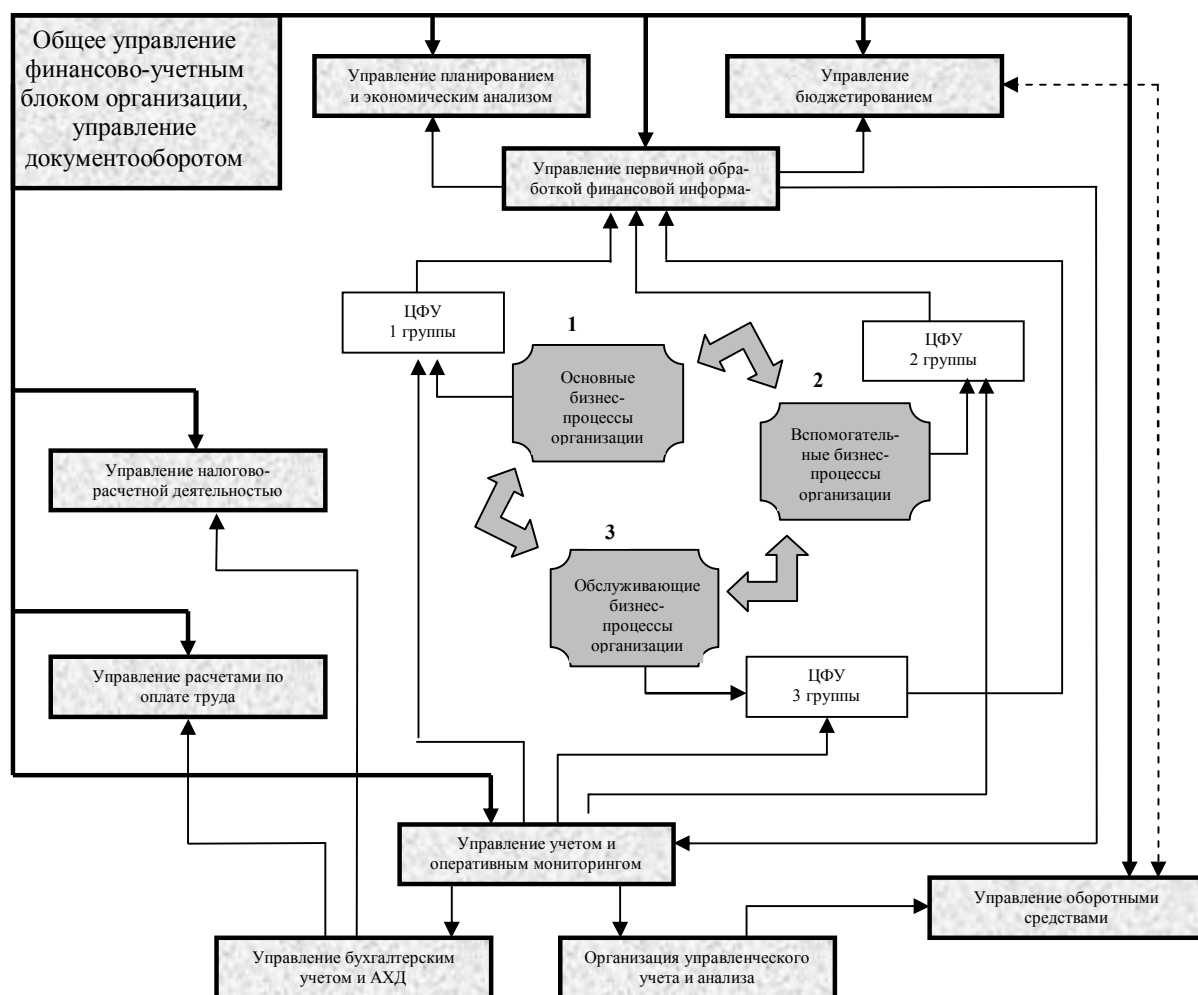 Общее управление
финансово-учетным
блоком организации,
управление
документооборотом
Управление планированием
и экономическим анализом
Управление
бюджетированием
Управление первичной обра-
боткой финансовой информа-
ЦФУ
1 группы
1
ЦФУ
2 группы
Основные
бизнес-
процессы
организации
2
Вспомогатель-
ные бизнес-
процессы
организации
Управление налогово-
расчетной деятельностью
3
Обслуживающие
бизнес-
процессы
организации
Управление расчетами по
оплате труда
ЦФУ
3 группы
Управление учетом и
оперативным мониторингом
Управление оборотными
средствами
Управление бухгалтерским
учетом и АХД
Организация управленческого
учета и анализа